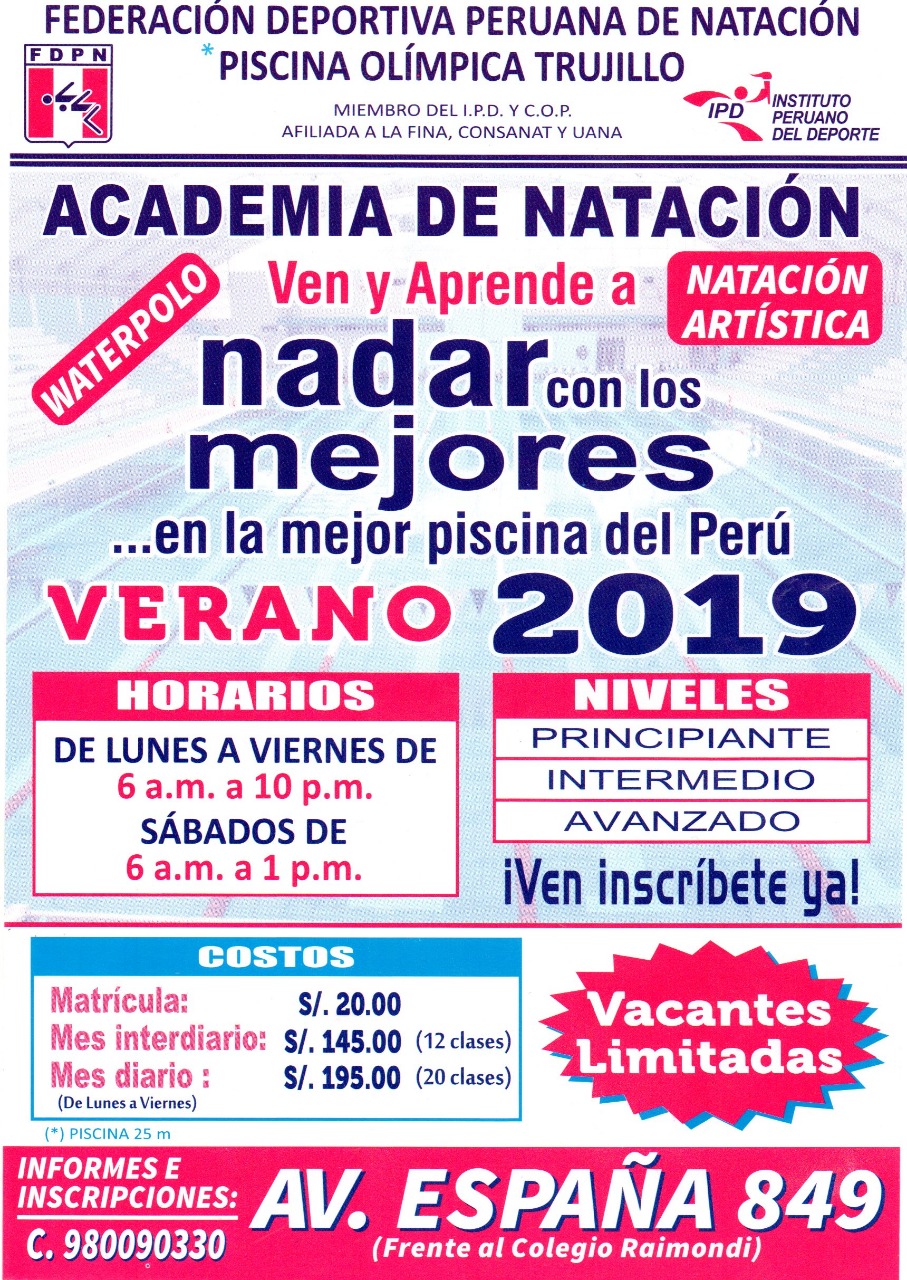 FEDERACIÓN DEPORTIVA PERUANA DE NATACIÓN
*PISCINA OLÍMPICA TRUJILLO
FDPN
MIEMBRO DEL I.P.D. Y C.O.P.
AFILIADA A LA FINA, CONSANAT Y UANA
IPD
INSTITUTO
PERUANO
DEL DEPORTE
ACADEMIA DE NATACIÓN
WATERPOLO
Ven y Aprende a
NATACIÓN
ARTÍSTICA
nadar con los
mejores
...en la mejor piscina del Perú
VERANO 2019
HORARIOS
DE LUNES A VIERNES DE
6 a.m. a 10 p.m.
SÁBADOS DE
6 a.m. a 1 p.m.
NIVELES
PRINCIPIANTE
INTERMEDIO
AVANZADO
¡Ven inscríbete ya!
COSTOS
Matrícula: S/. 20.00
Mes interdiario: S/. 145.00 (12 clases)
Mes diario : S/. 195.00 (20 clases)
(De Lunes a Viernes)
(*) PISCINA 25 m
Vacantes
Limitadas
INFORMES E
INSCRIPCIONES:
C. 980090330
AV. ESPAÑA 849
(Frente al Colegio Raimondi)